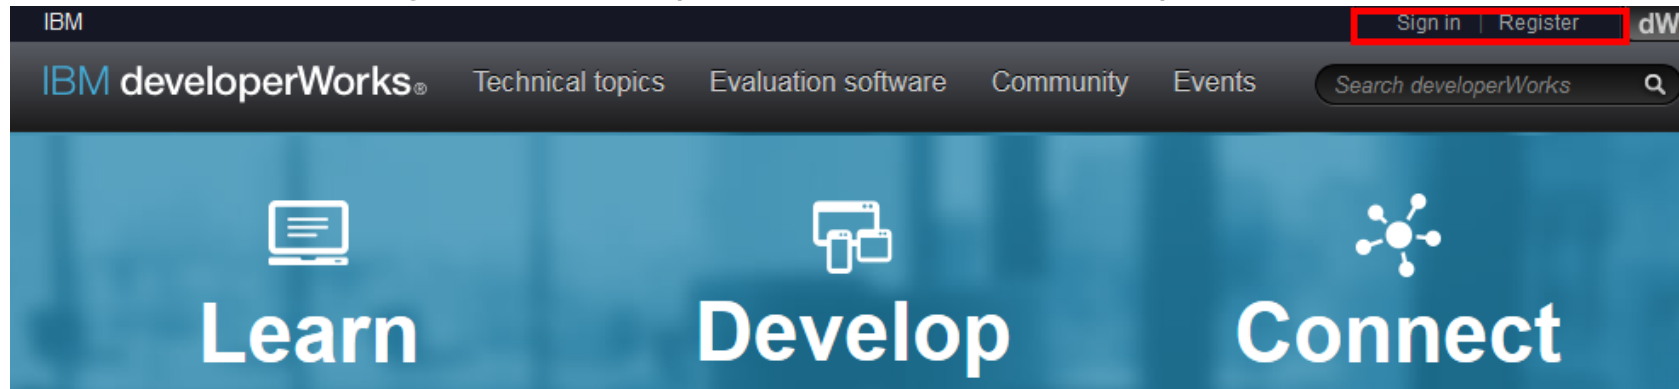 IBM Sign in | Register dW
IBM developerWorks® Technical topics Evaluation software Community Events Search developerWorks
Learn Develop Connect